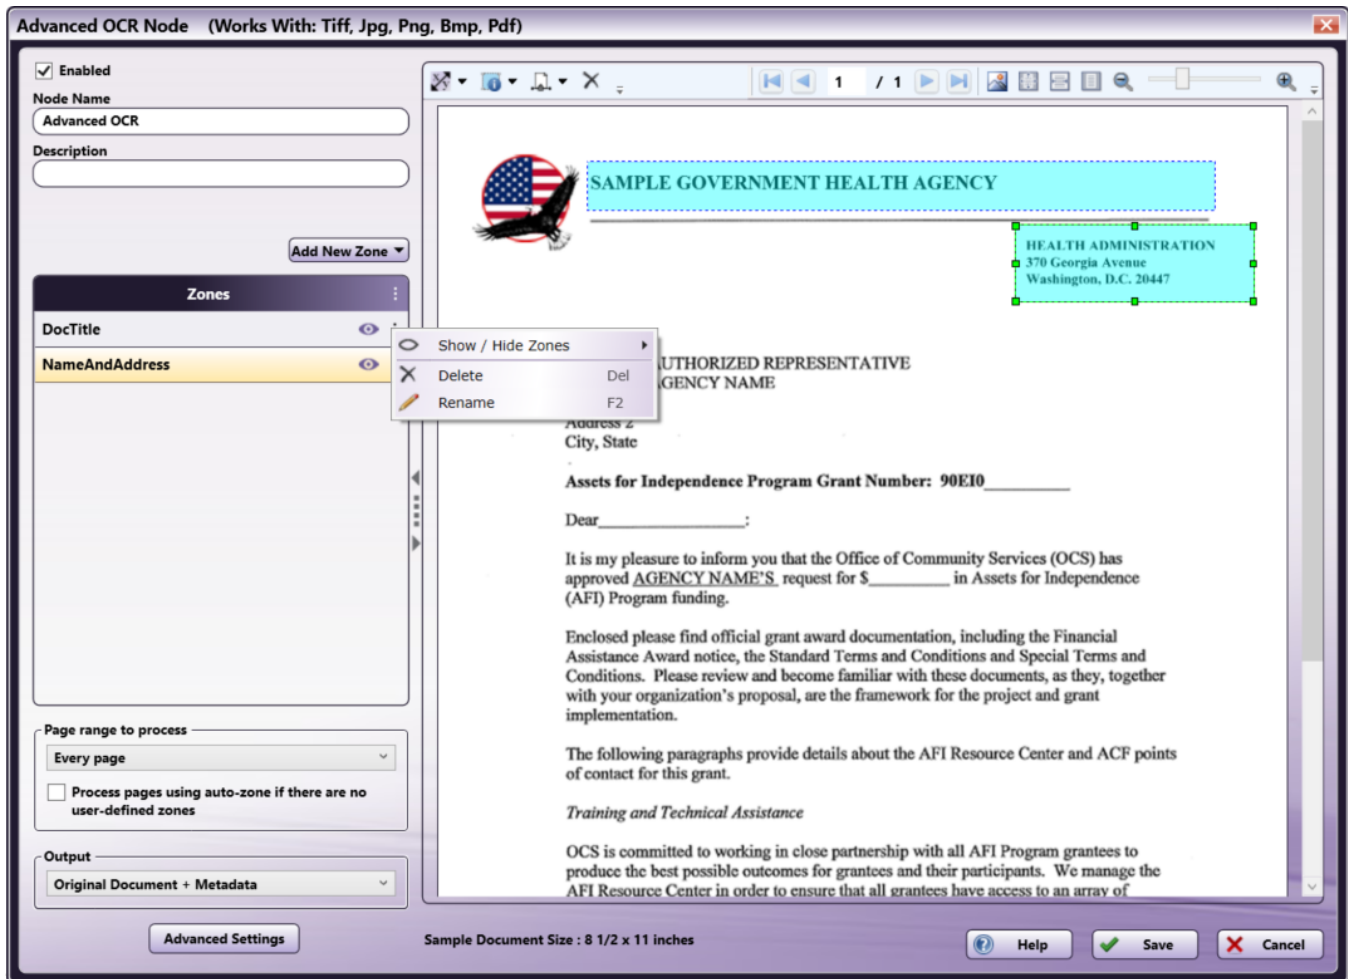 Advanced OCR Node (Works With: Tiff, Jpg, Png, Bmp, Pdf)
Enabled
Node Name
Advanced OCR
Description
Add New Zone
Zones
DocTitle
NameAndAddress
Show / Hide Zones
Delete Del
Rename F2
Page range to process
Every page
Process pages using auto-zone if there are no
user-defined zones
Output
Original Document + Metadata
Advanced Settings
1 / 1
SAMPLE GOVERNMENT HEALTH AGENCY
HEALTH ADMINISTRATION
370 Georgia Avenue
Washington, D.C. 20447
UTHORIZED REPRESENTATIVE
GENCY NAME
Address 2
City, State
Assets for Independence Program Grant Number: 90EI0__________
Dear_________________:
It is my pleasure to inform you that the Office of Community Services (OCS) has
approved AGENCY NAME'S request for $__________ in Assets for Independence
(AFI) Program funding.
Enclosed please find official grant award documentation, including the Financial
Assistance Award notice, the Standard Terms and Conditions and Special Terms and
Conditions. Please review and become familiar with these documents, as they, together
with your organization's proposal, are the framework for the project and grant
implementation.
The following paragraphs provide details about the AFI Resource Center and ACF points
of contact for this grant.
Training and Technical Assistance
OCS is committed to working in close partnership with all AFI Program grantees to
produce the best possible outcomes for grantees and their participants. We manage the
AFI Resource Center in order to ensure that all grantees have access to an array of
Sample Document Size : 8 1/2 x 11 inches
Help
Save
Cancel